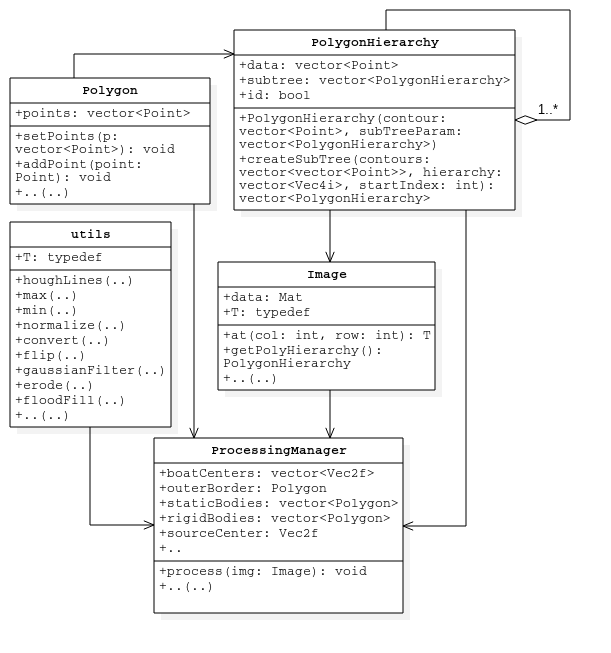 PolygonHierarchy
+data: vector<Point>
+subtree: vector<PolygonHierarchy>
+id: bool
+PolygonHierarchy(contour:
vector<Point>, subTreeParam:
vector<PolygonHierarchy>)
+createSubTree(contours:
vector<vector<Point>>, hierarchy:
vector<Vec4i>, startIndex: int):
vector<PolygonHierarchy>
1..*
Polygon
+points: vector<Point>
+setPoints(p:
vector<Point>): void
+addPoint(point:
Point): void
+..(..)
utils
+T: typedef
+houghLines(..)
+max(..)
+min(..)
+normalize(..)
+convert(..)
+flip(..)
+gaussianFilter(..)
+erode(..)
+floodFill(..)
+..(..)
Image
+data: Mat
+T: typedef
+at(col: int, row: int): T
+getPolyHierarchy():
PolygonHierarchy
+..(..)
ProcessingManager
+boatCenters: vector<Vec2f>
+outerBorder: Polygon
+staticBodies: vector<Polygon>
+rigidBodies: vector<Polygon>
+sourceCenter: Vec2f
+..
+process(img: Image): void
+..(..)